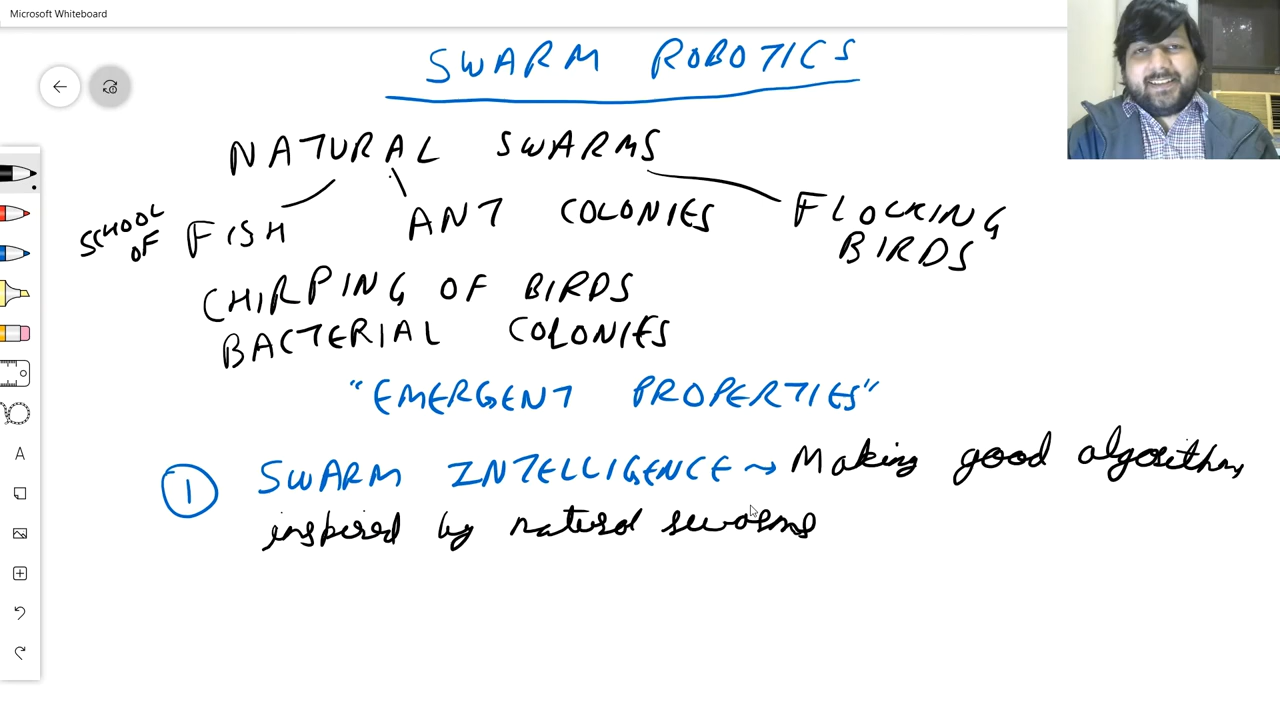 Microsoft Whiteboard
SWARM ROBOTICS
NATURAL SWARMS
SCHOOL OF FISH ANT COLONIES FLOCKING BIRDS
CHIRPING OF BIRDS
BACTERIAL COLONIES
"EMERGENT PROPERTIES"
1 SWARM INTELLIGENCE → Making good algorithms
inspired by natural swarms
A